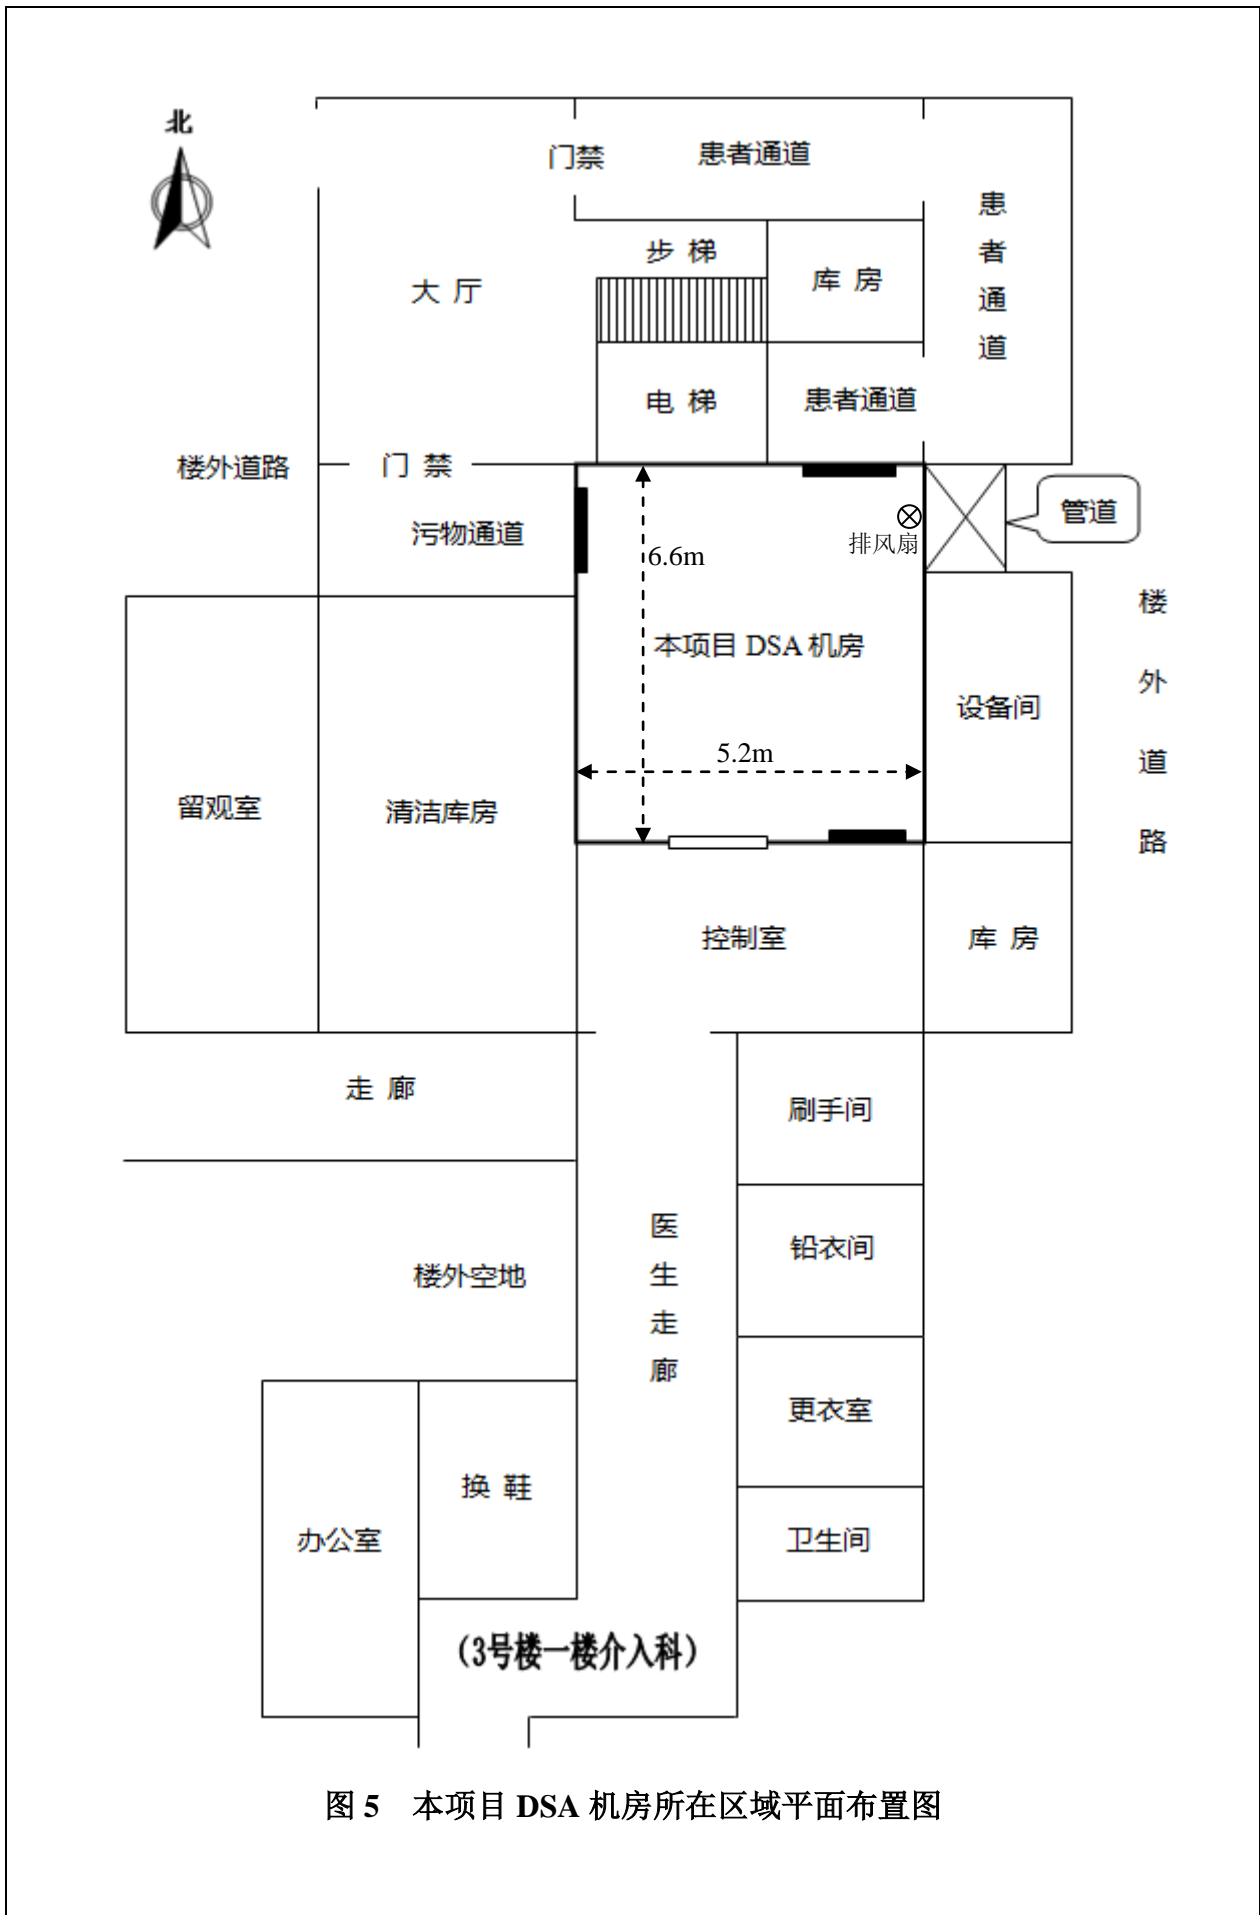 北
门禁
患者通道
患者通道
步 梯
库 房
大 厅
电 梯
患者通道
楼外道路
门 禁
管道
污物通道
排风扇
6.6m
楼外道路
本项目 DSA 机房
设备间
5.2m
留观室
清洁库房
控制室
库 房
走 廊
刷手间
医生走廊
铅衣间
楼外空地
更衣室
换 鞋
办公室
卫生间
(3号楼一楼介入科)
图 5 本项目 DSA 机房所在区域平面布置图